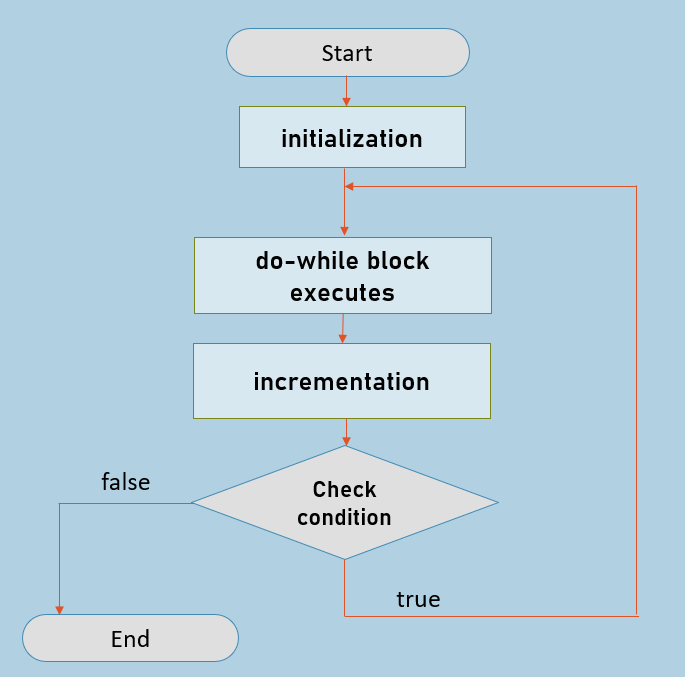 Start
initialization
do-while block
executes
incrementation
Check
condition
false
true
End